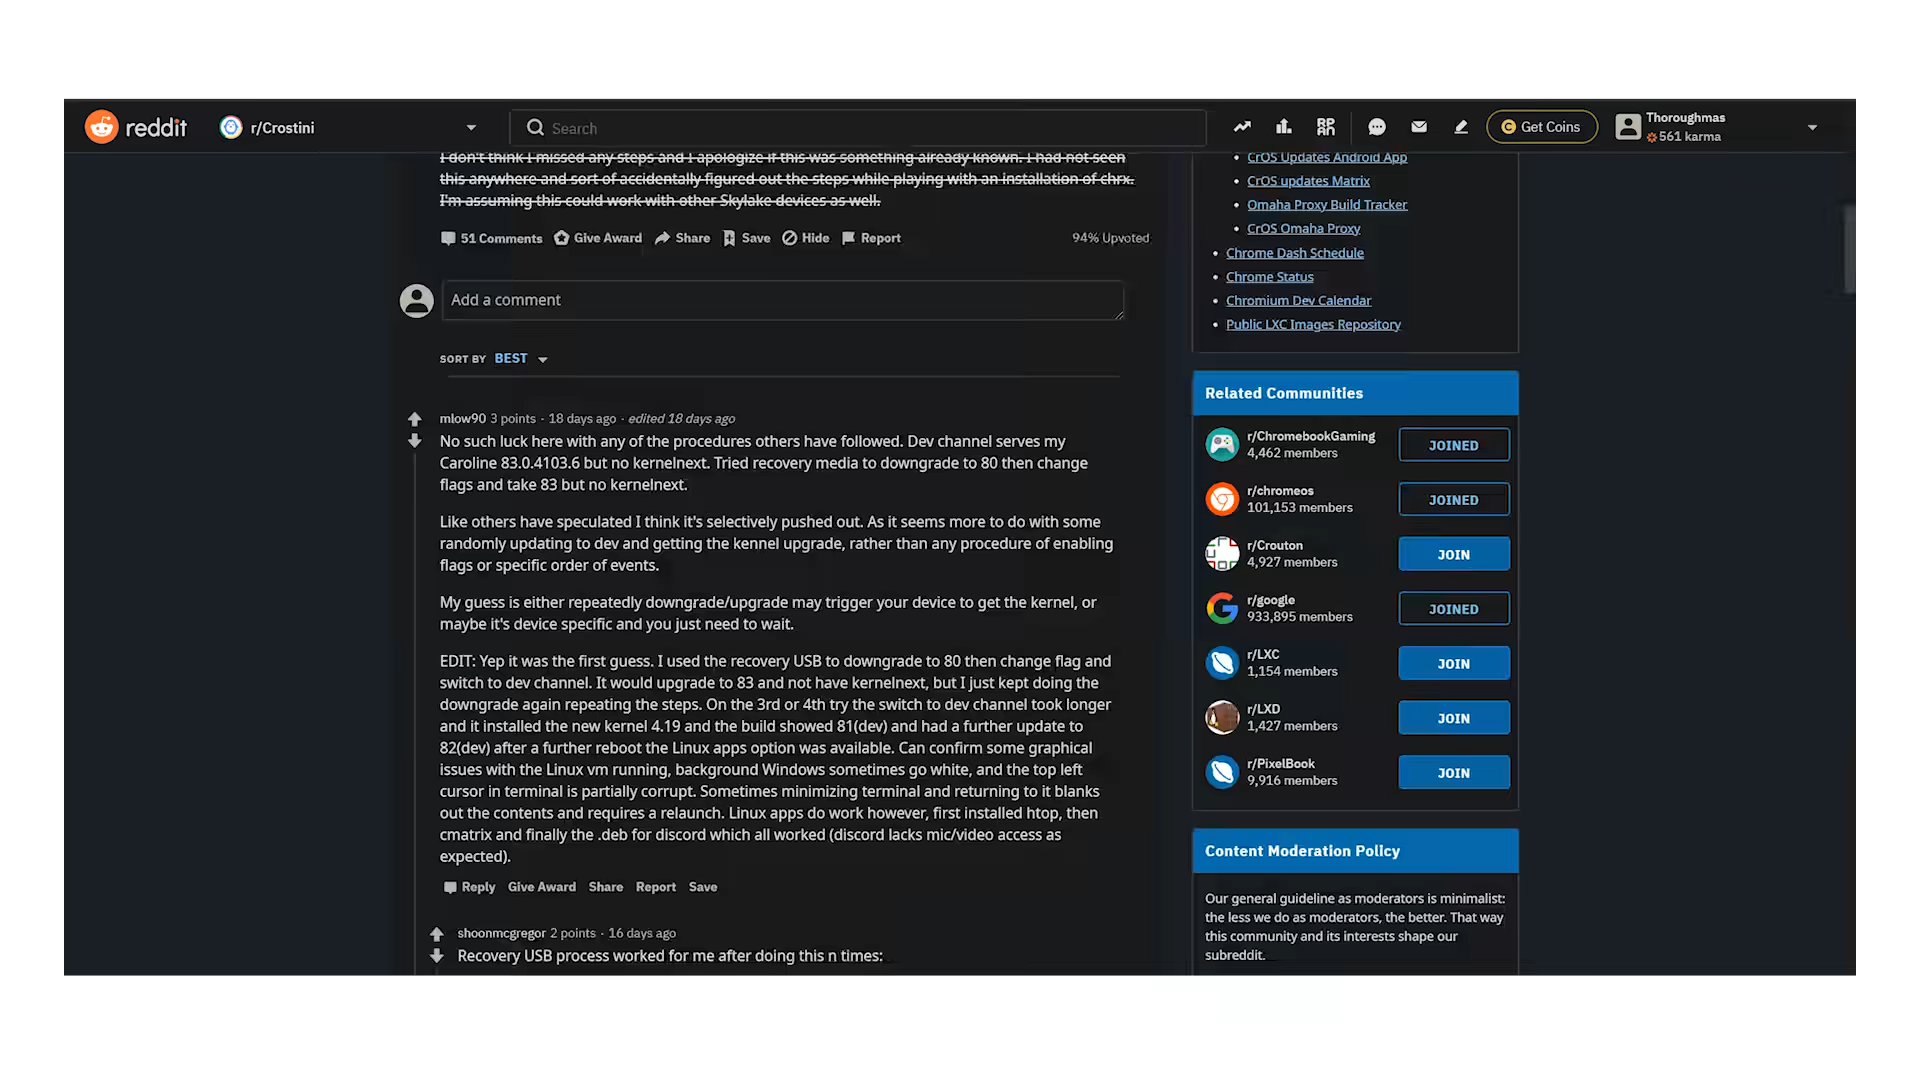 reddit
r/Crostini
Search
RPAN
Get Coins
Thoroughmas
561 karma
I don't think I missed any steps and I apologize if this was something already known. I had not seen
this anywhere and sort of accidentally figured out the steps while playing with an installation of chrx.
I'm assuming this could work with other Skylake devices as well.
51 Comments Give Award Share Save Hide Report 94% Upvoted
Add a comment
SORT BY BEST
mlow90 3 points · 18 days ago · edited 18 days ago
No such luck here with any of the procedures others have followed. Dev channel serves my
Caroline 83.0.4103.6 but no kernelnext. Tried recovery media to downgrade to 80 then change
flags and take 83 but no kernelnext.
Like others have speculated I think it's selectively pushed out. As it seems more to do with some
randomly updating to dev and getting the kennel upgrade, rather than any procedure of enabling
flags or specific order of events.
My guess is either repeatedly downgrade/upgrade may trigger your device to get the kernel, or
maybe it's device specific and you just need to wait.
EDIT: Yep it was the first guess. I used the recovery USB to downgrade to 80 then change flag and
switch to dev channel. It would upgrade to 83 and not have kernelnext, but I just kept doing the
downgrade again repeating the steps. On the 3rd or 4th try the switch to dev channel took longer
and it installed the new kernel 4.19 and the build showed 81(dev) and had a further update to
82(dev) after a further reboot the Linux apps option was available. Can confirm some graphical
issues with the Linux vm running, background Windows sometimes go white, and the top left
cursor in terminal is partially corrupt. Sometimes minimizing terminal and returning to it blanks
out the contents and requires a relaunch. Linux apps do work however, first installed htop, then
cmatrix and finally the .deb for discord which all worked (discord lacks mic/video access as
expected).
Reply Give Award Share Report Save
shoonmcgregor 2 points · 16 days ago
Recovery USB process worked for me after doing this n times:
CrOS Updates Android App
CrOS updates Matrix
Omaha Proxy Build Tracker
CrOS Omaha Proxy
Chrome Dash Schedule
Chrome Status
Chromium Dev Calendar
Public LXC Images Repository
Related Communities
r/ChromebookGaming
4,462 members
JOINED
r/chromeos
101,153 members
JOINED
r/Crouton
4,927 members
JOIN
r/google
933,895 members
JOINED
r/LXC
1,154 members
JOIN
r/LXD
1,427 members
JOIN
r/PixelBook
9,916 members
JOIN
Content Moderation Policy
Our general guideline as moderators is minimalist:
the less we do as moderators, the better. That way
this community and its interests shape our
subreddit.